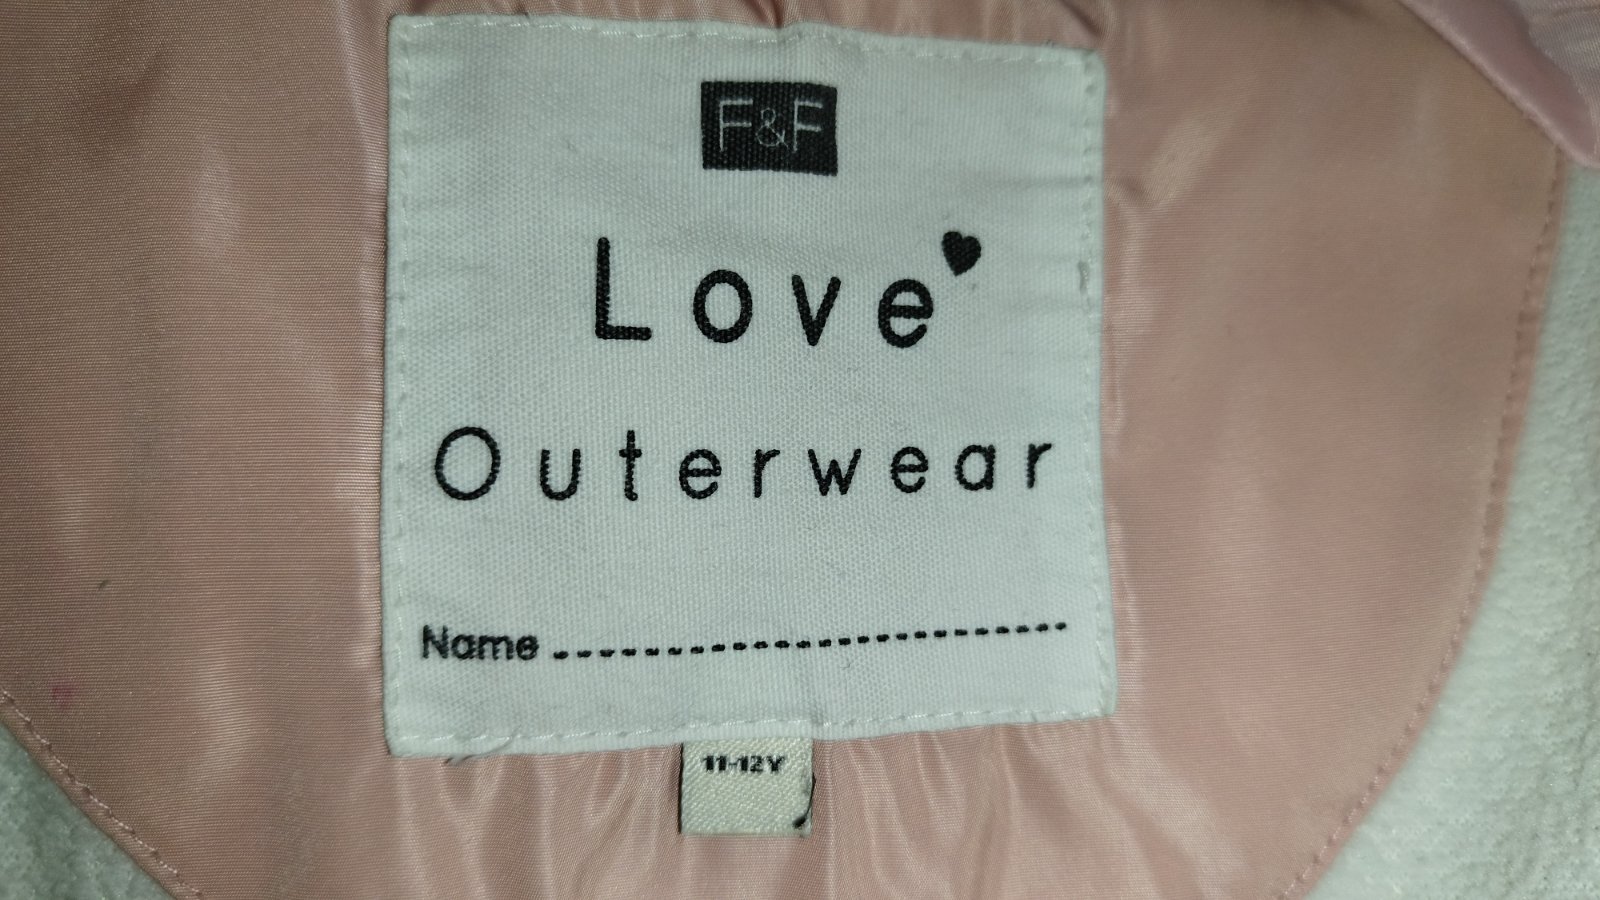 F&F
Love
Outerwear
Name ..............................
11-12Y